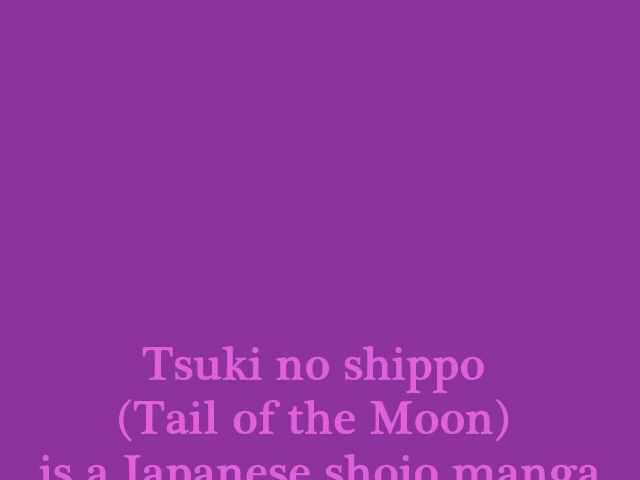 Tsuki no shippo
(Tail of the Moon)
is a Japanese shojo manga